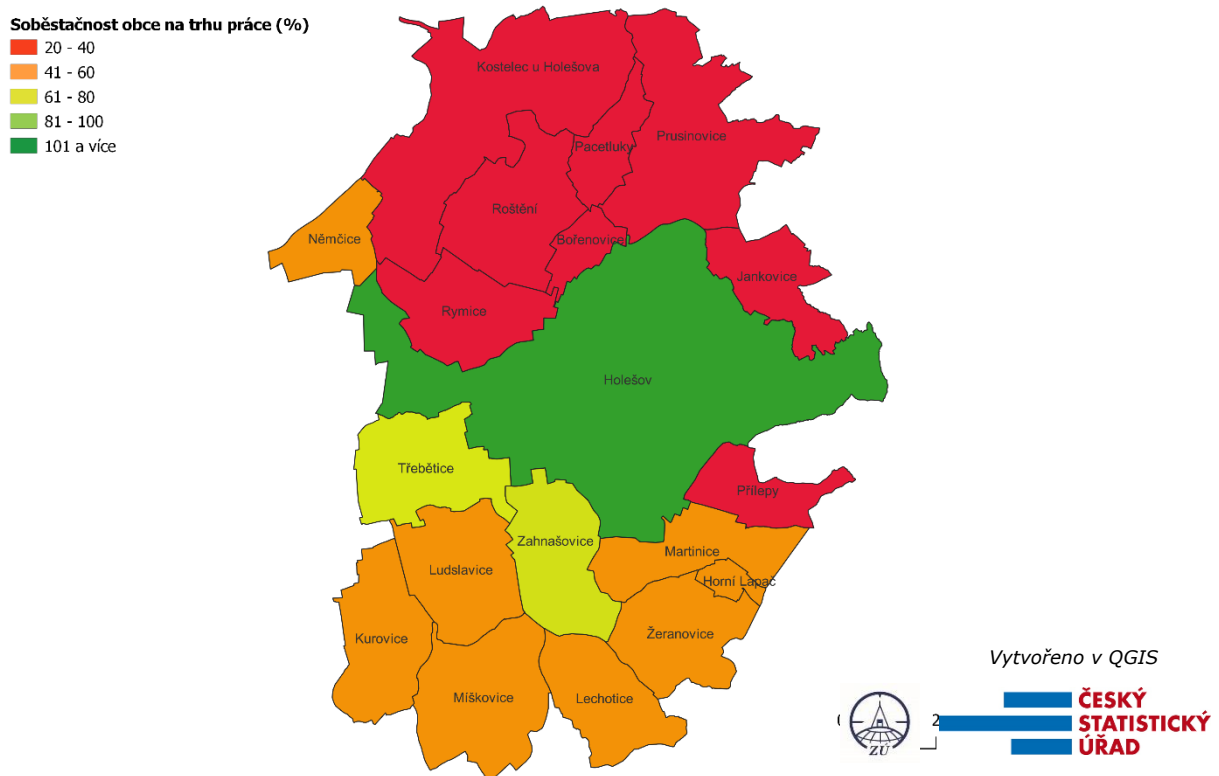 Soběstačnost obce na trhu práce (%)
20 - 40
41 - 60
61 - 80
81 - 100
101 a více
Kostelec u Holešova
Prusinovice
Pacetluky
Roštění
Němčice
Bořenovice
Jankovice
Rymice
Holešov
Třebětice
Přílepy
Zahnašovice
Martinice
Ludslavice
Horní Lapač
Kurovice
Žeranovice
Míškovice
Lechotice
Vytvořeno v QGIS
ZÚ
2
ČESKÝ
STATISTICKÝ
ÚŘAD